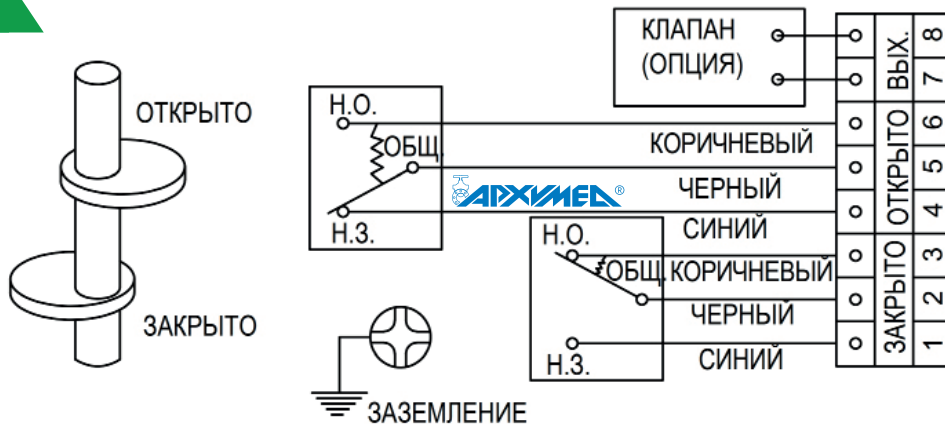 ОТКРЫТО
ЗАКРЫТО
Н.О.
ОБЩ.
Н.З.
КЛАПАН
(ОПЦИЯ)
КОРИЧНЕВЫЙ
ЧЕРНЫЙ
СИНИЙ
АРХИМЕД®
Н.О.
ОБЩ.
КОРИЧНЕВЫЙ
ЧЕРНЫЙ
СИНИЙ
Н.З.
ЗАЗЕМЛЕНИЕ
ВЫХ.
ОТКРЫТО
ЗАКРЫТО
8
7
6
5
4
3
2
1